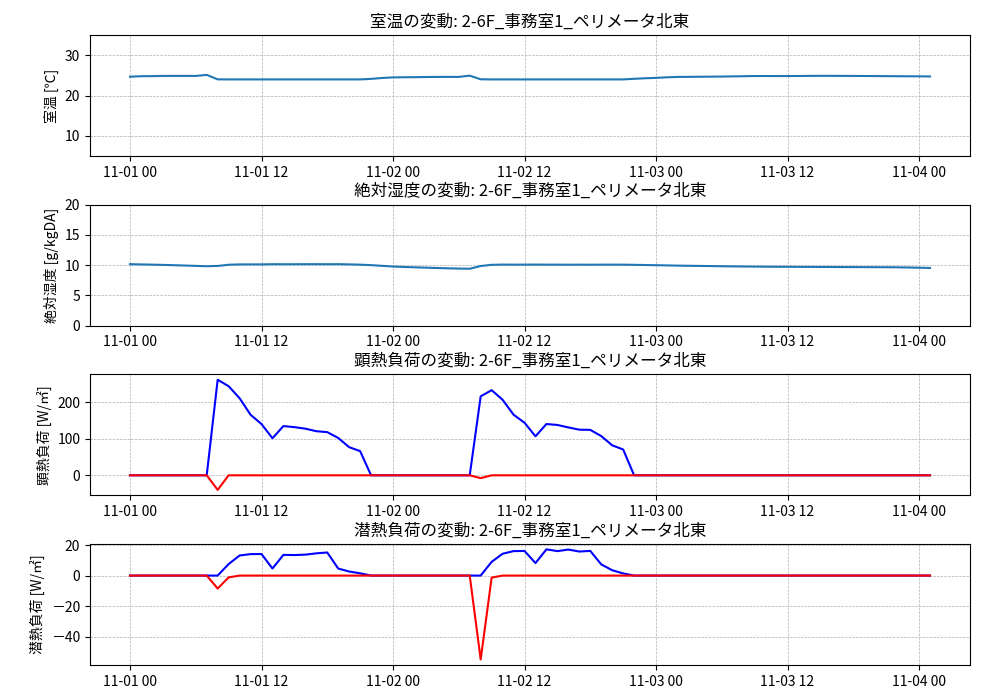 室温の変動: 2-6F_事務室1_ペリメータ北東
室温 [℃]
30
20
10
11-01 00 11-01 12 11-02 00 11-02 12 11-03 00 11-03 12 11-04 00
絶対湿度の変動: 2-6F_事務室1_ペリメータ北東
絶対湿度 [g/kgDA]
20
15
10
5
0
11-01 00 11-01 12 11-02 00 11-02 12 11-03 00 11-03 12 11-04 00
顕熱負荷の変動: 2-6F_事務室1_ペリメータ北東
顕熱負荷 [W/㎡]
200
100
0
11-01 00 11-01 12 11-02 00 11-02 12 11-03 00 11-03 12 11-04 00
潜熱負荷の変動: 2-6F_事務室1_ペリメータ北東
潜熱負荷 [W/㎡]
20
0
−20
−40
11-01 00 11-01 12 11-02 00 11-02 12 11-03 00 11-03 12 11-04 00